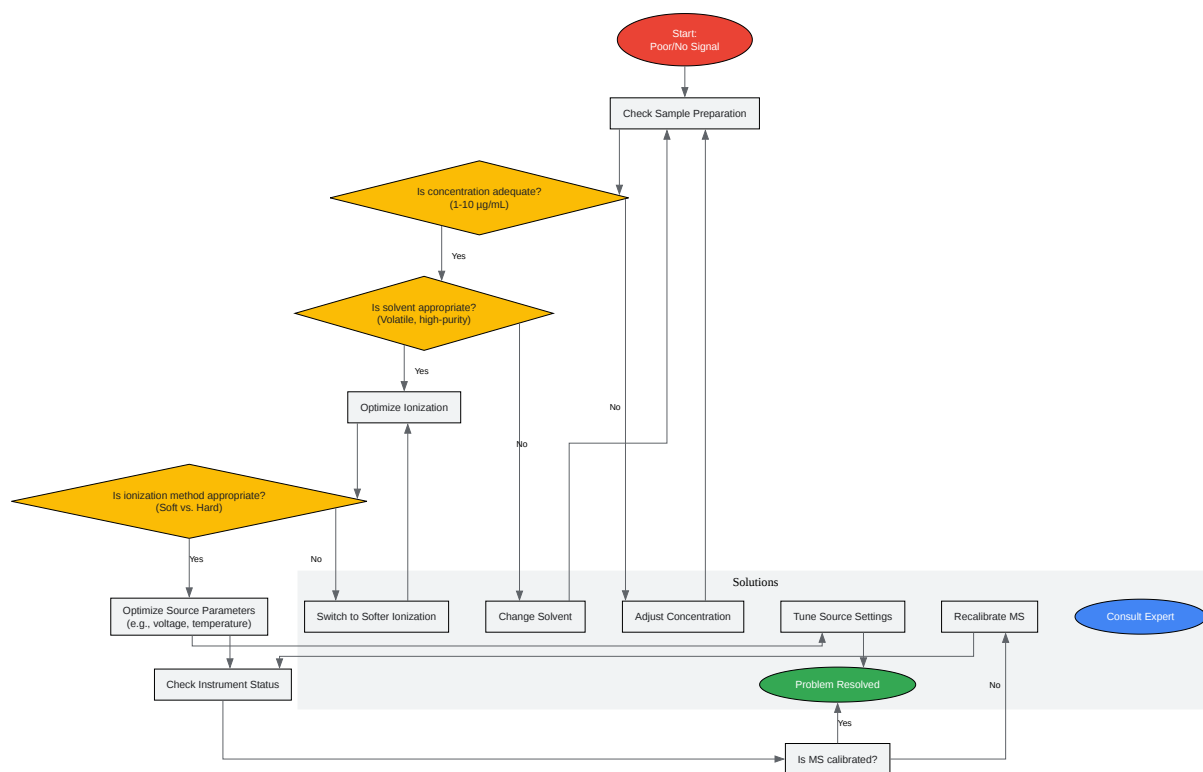 Start:
Poor/No Signal
Check Sample Preparation
Is concentration adequate?
(1-10 µg/mL)
Yes
Is solvent appropriate?
(Volatile, high-purity)
Yes
Optimize Ionization
No
No
Is ionization method appropriate?
(Soft vs. Hard)
Yes
No
Solutions
Optimize Source Parameters
(e.g., voltage, temperature)
Switch to Softer Ionization
Change Solvent
Adjust Concentration
Tune Source Settings
Recalibrate MS
Consult Expert
Check Instrument Status
Problem Resolved
No
Yes
Is MS calibrated?